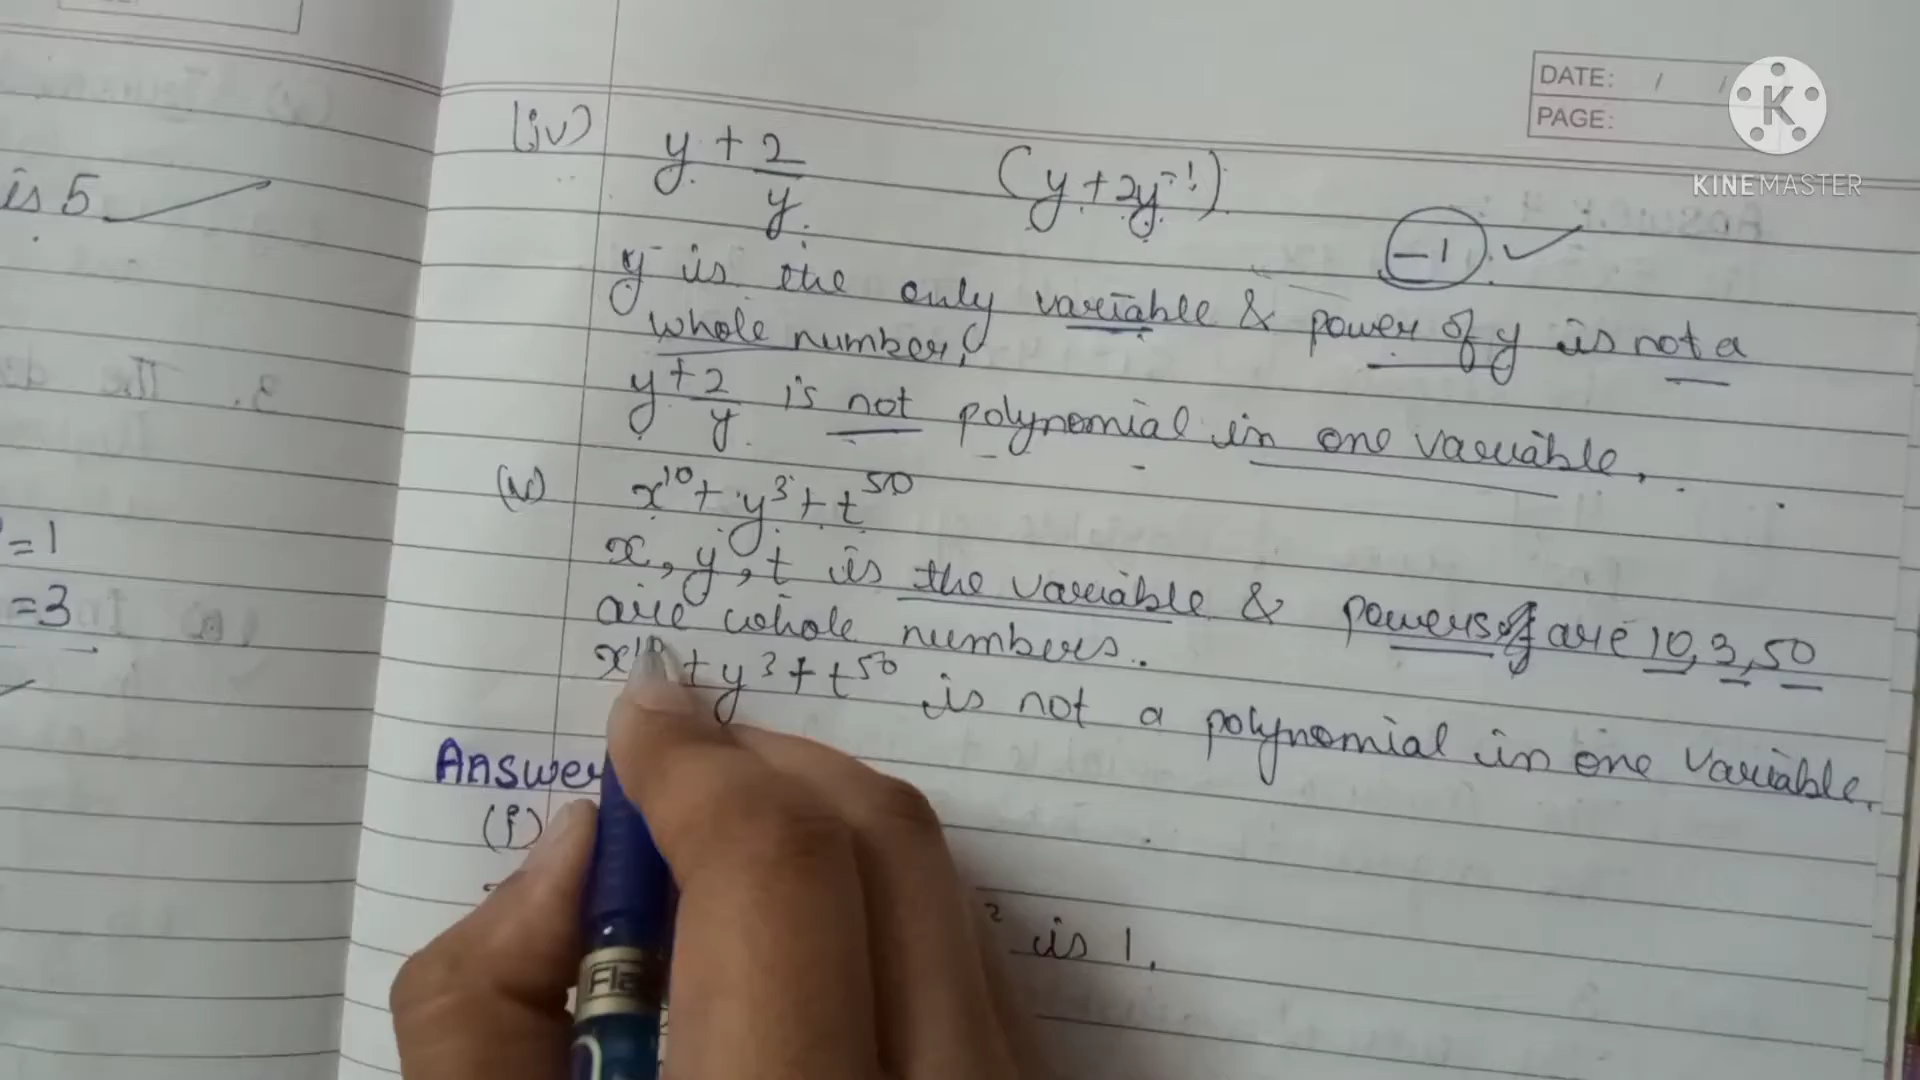 DATE: / /
PAGE:
K
KINEMASTER
is 5
=1
=3
(iv) y + 2/y (y + 2y⁻¹)
-1
y is the only variable & power of y is not a
whole number,
y + 2/y is not polynomial in one variable.
(v) x¹⁰ + y³ + t⁵⁰
x, y, t is the variable & powers of are 10, 3, 50
are whole numbers.
x¹⁰ + y³ + t⁵⁰ is not a polynomial in one variable.
Answer
(i)
² is 1.
Fla